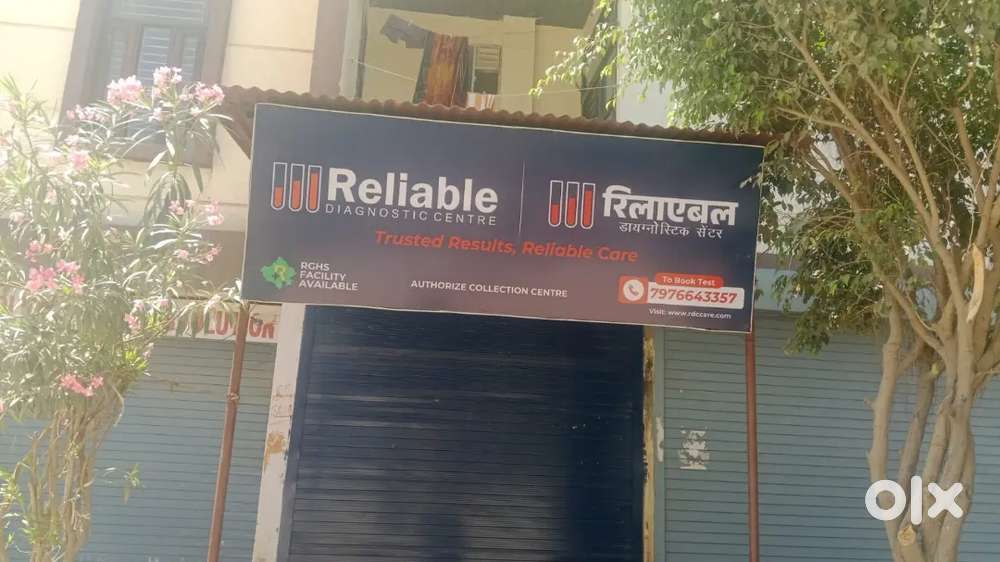 Reliable
DIAGNOSTIC CENTRE
रिलाएबल
डायग्नोस्टिक सेंटर
Trusted Results, Reliable Care
RGHS
FACILITY
AVAILABLE
AUTHORIZE COLLECTION CENTRE
To Book Test
7976643357
Visit: www.rdccare.com
olx